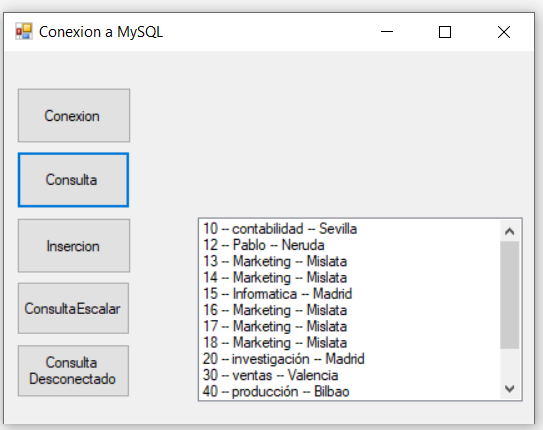 Conexion a MySQL
Conexion
Consulta
Insercion
ConsultaEscalar
Consulta
Desconectado
10 -- contabilidad -- Sevilla
12 -- Pablo -- Neruda
13 -- Marketing -- Mislata
14 -- Marketing -- Mislata
15 -- Informatica -- Madrid
16 -- Marketing -- Mislata
17 -- Marketing -- Mislata
18 -- Marketing -- Mislata
20 -- investigación -- Madrid
30 -- ventas -- Valencia
40 -- producción -- Bilbao